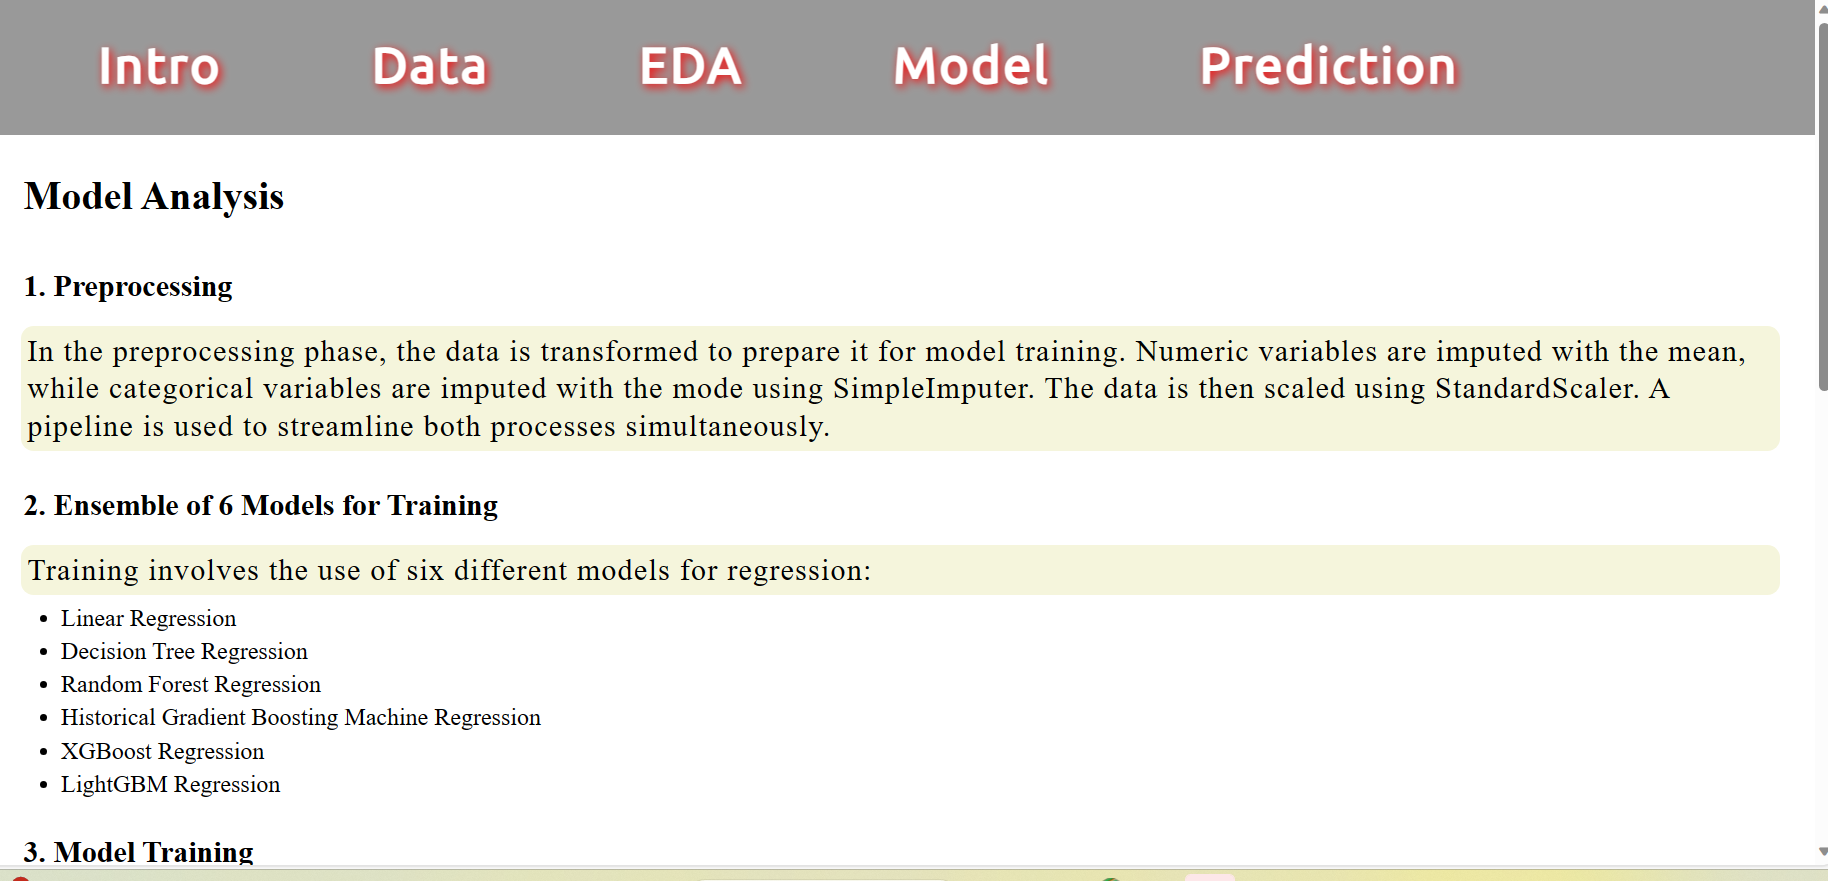 Intro Data EDA Model Prediction
Model Analysis
1. Preprocessing
In the preprocessing phase, the data is transformed to prepare it for model training. Numeric variables are imputed with the mean,
while categorical variables are imputed with the mode using SimpleImputer. The data is then scaled using StandardScaler. A
pipeline is used to streamline both processes simultaneously.
2. Ensemble of 6 Models for Training
Training involves the use of six different models for regression:
• Linear Regression
• Decision Tree Regression
• Random Forest Regression
• Historical Gradient Boosting Machine Regression
• XGBoost Regression
• LightGBM Regression
3. Model Training